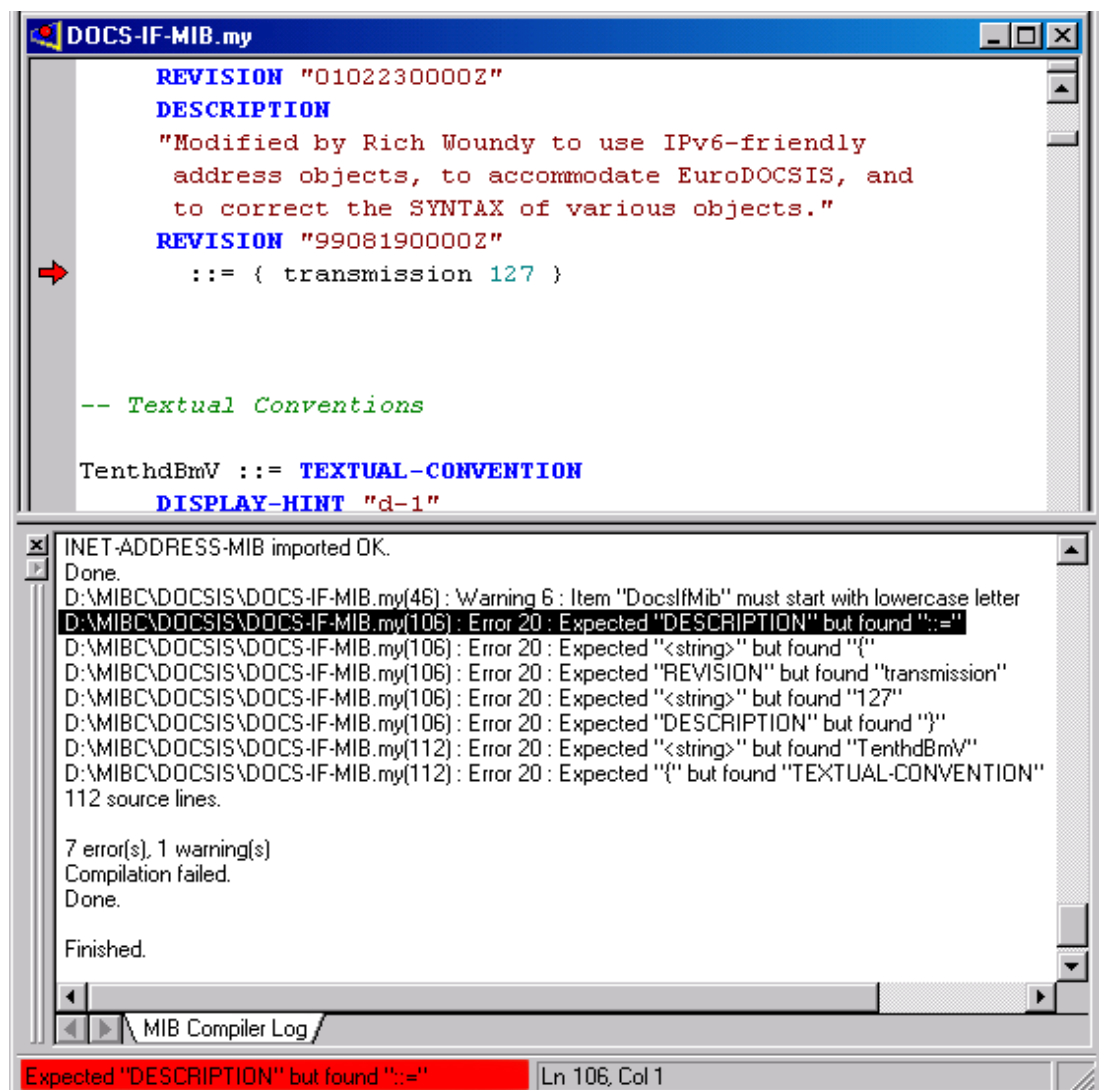 DOCS-IF-MIB.my
REVISION "0102230000Z"
DESCRIPTION
"Modified by Rich Woundy to use IPv6-friendly
address objects, to accommodate EuroDOCSIS, and
to correct the SYNTAX of various objects."
REVISION "9908190000Z"
::= { transmission 127 }
-- Textual Conventions
TenthdBmV ::= TEXTUAL-CONVENTION
DISPLAY-HINT "d-1"
INET-ADDRESS-MIB imported OK.
Done.
D:\MIBC\DOCSIS\DOCS-IF-MIB.my(46) : Warning 6 : Item "DocsIfMib" must start with lowercase letter
D:\MIBC\DOCSIS\DOCS-IF-MIB.my(106) : Error 20 : Expected "DESCRIPTION" but found "::="
D:\MIBC\DOCSIS\DOCS-IF-MIB.my(106) : Error 20 : Expected "<string>" but found "{"
D:\MIBC\DOCSIS\DOCS-IF-MIB.my(106) : Error 20 : Expected "REVISION" but found "transmission"
D:\MIBC\DOCSIS\DOCS-IF-MIB.my(106) : Error 20 : Expected "<string>" but found "127"
D:\MIBC\DOCSIS\DOCS-IF-MIB.my(106) : Error 20 : Expected "DESCRIPTION" but found "}"
D:\MIBC\DOCSIS\DOCS-IF-MIB.my(112) : Error 20 : Expected "<string>" but found "TenthdBmV"
D:\MIBC\DOCSIS\DOCS-IF-MIB.my(112) : Error 20 : Expected "{" but found "TEXTUAL-CONVENTION"
112 source lines.
7 error(s), 1 warning(s)
Compilation failed.
Done.
Finished.
MIB Compiler Log
Expected "DESCRIPTION" but found "::="
Ln 106, Col 1